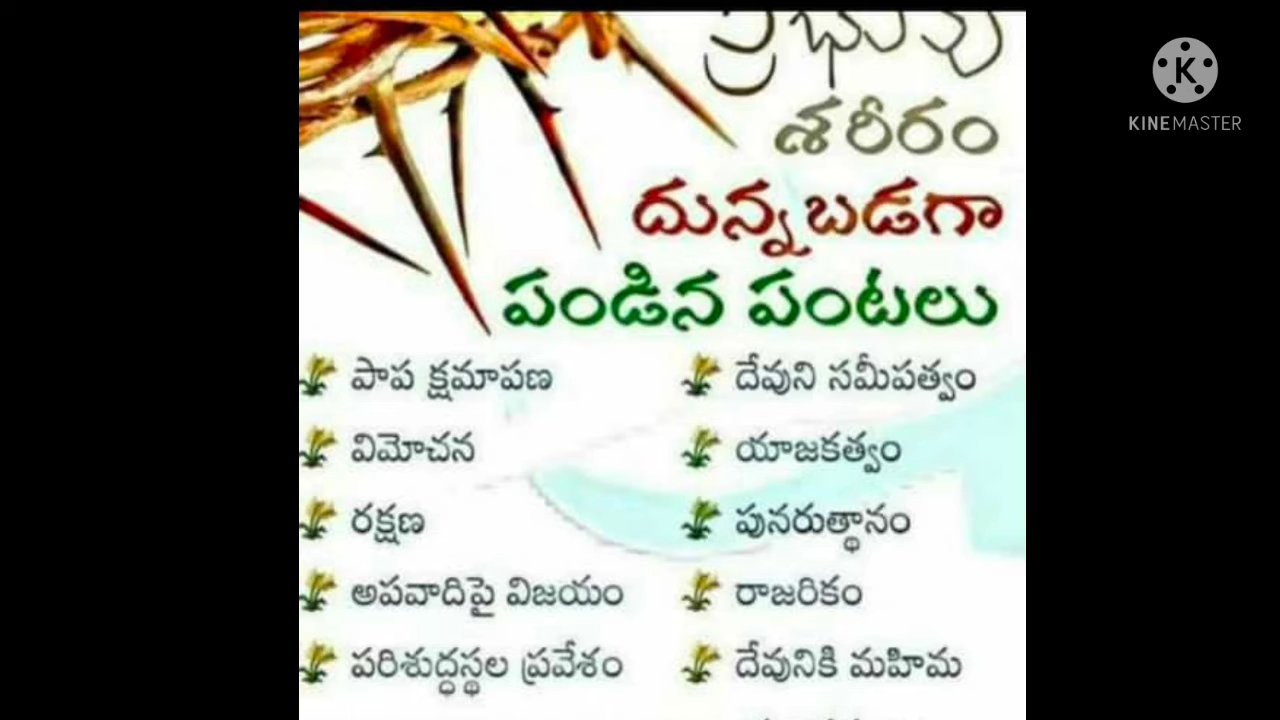 ప్రభువు
శరీరం
దున్నబడగా
పండిన పంటలు
పాప క్షమాపణ
విమోచన
రక్షణ
అపవాదిపై విజయం
పరిశుద్ధస్థల ప్రవేశం
దేవుని సమీపత్వం
యాజకత్వం
పునరుత్థానం
రాజరికం
దేవునికి మహిమ
K
KINEMASTER